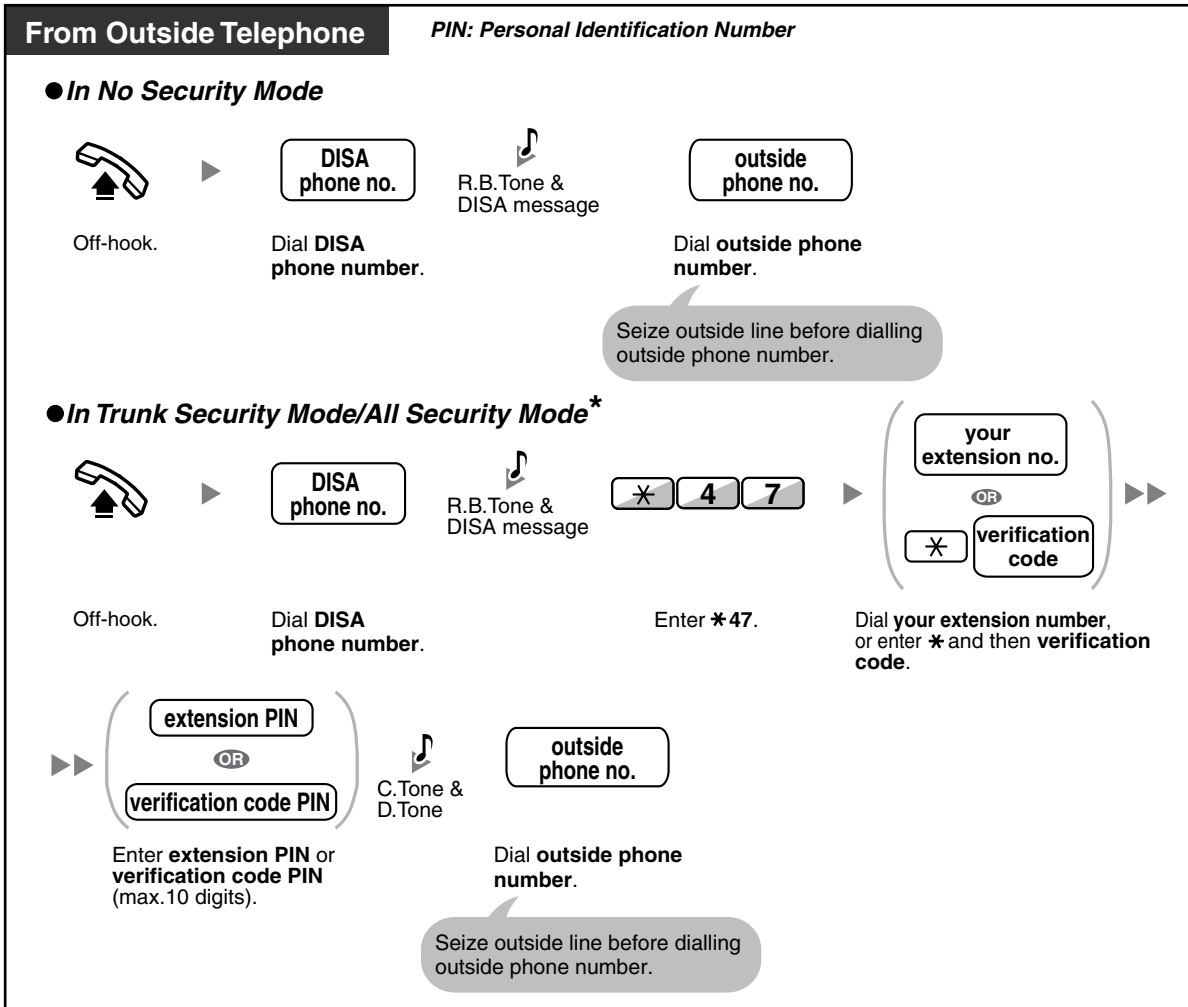 From Outside Telephone
PIN: Personal Identification Number
●In No Security Mode
DISA
phone no.
R.B.Tone &
DISA message
outside
phone no.
Off-hook.
Dial DISA
phone number.
Dial outside phone
number.
Seize outside line before dialling
outside phone number.
●In Trunk Security Mode/All Security Mode*
DISA
phone no.
R.B.Tone &
DISA message
* 4 7
your
extension no.
OR
* verification
code
Off-hook.
Dial DISA
phone number.
Enter *47.
Dial your extension number,
or enter * and then verification
code.
extension PIN
OR
verification code PIN
C.Tone &
D.Tone
outside
phone no.
Enter extension PIN or
verification code PIN
(max.10 digits).
Dial outside phone
number.
Seize outside line before dialling
outside phone number.